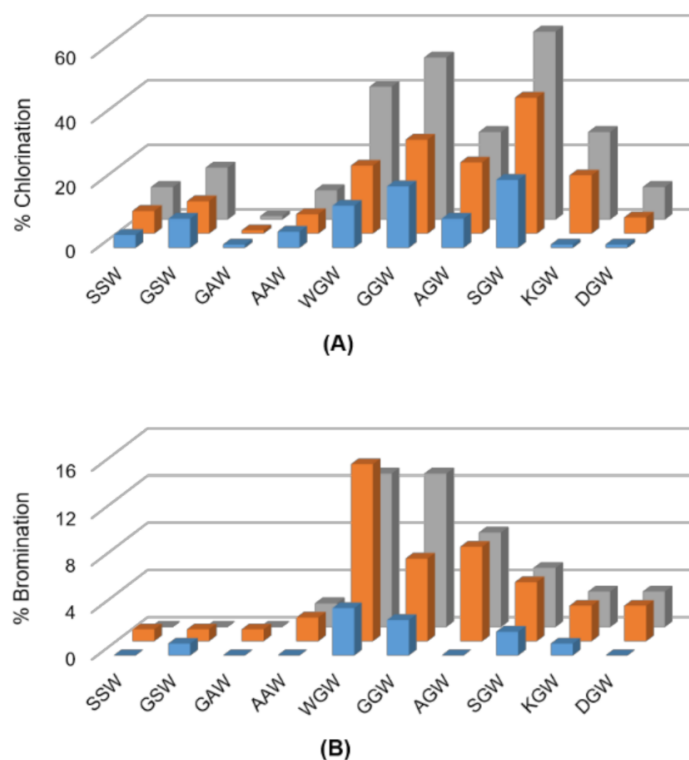 60
40
20
0
% Chlorination
SSW GSW GAW AAW WGW GGW AGW SGW KGW DGW
(A)
16
12
8
4
0
% Bromination
SSW GSW GAW AAW WGW GGW AGW SGW KGW DGW
(B)